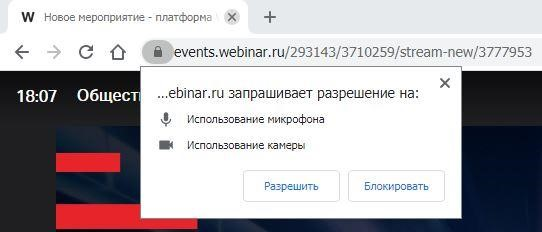 W Новое мероприятие - платформа
events.webinar.ru/293143/3710259/stream-new/3777953
18:07 Общест
...ebinar.ru запрашивает разрешение на:
Использование микрофона
Использование камеры
Разрешить Блокировать